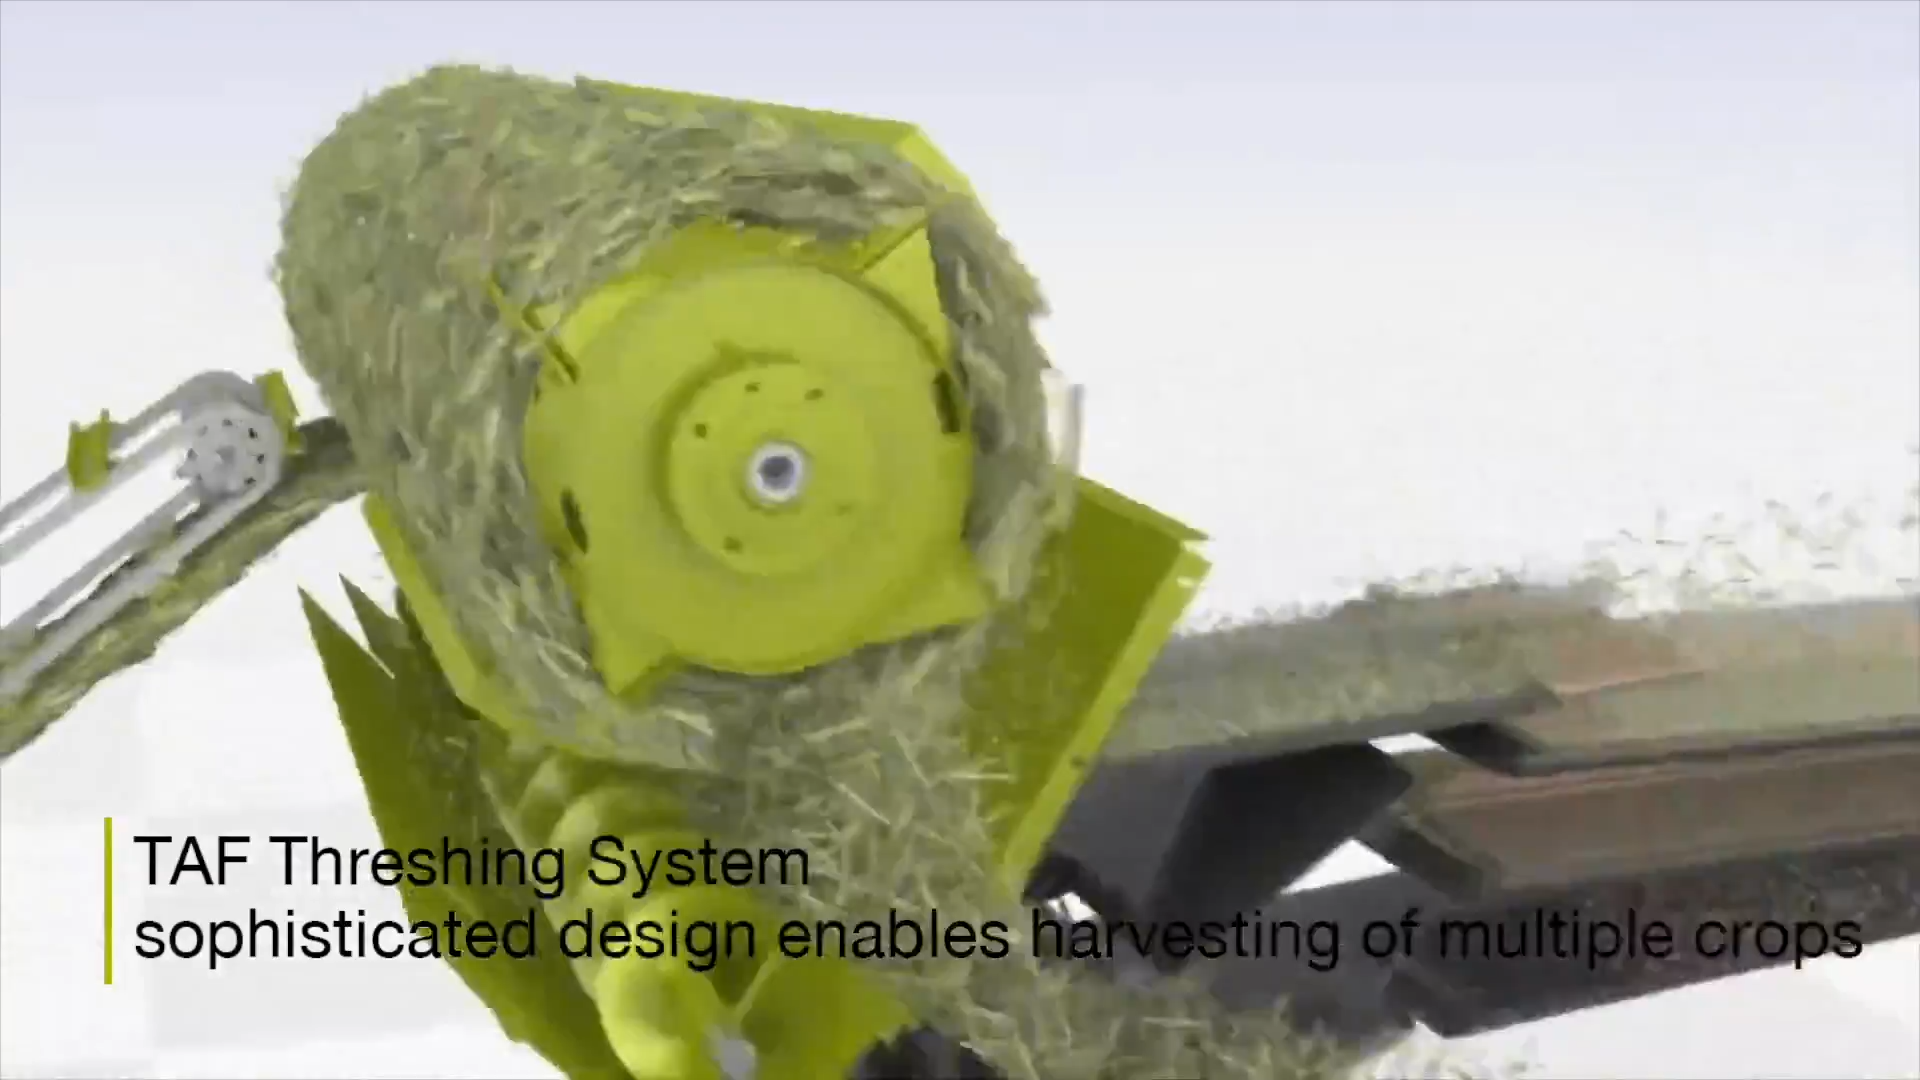 TAF Threshing System
sophisticated design enables harvesting of multiple crops